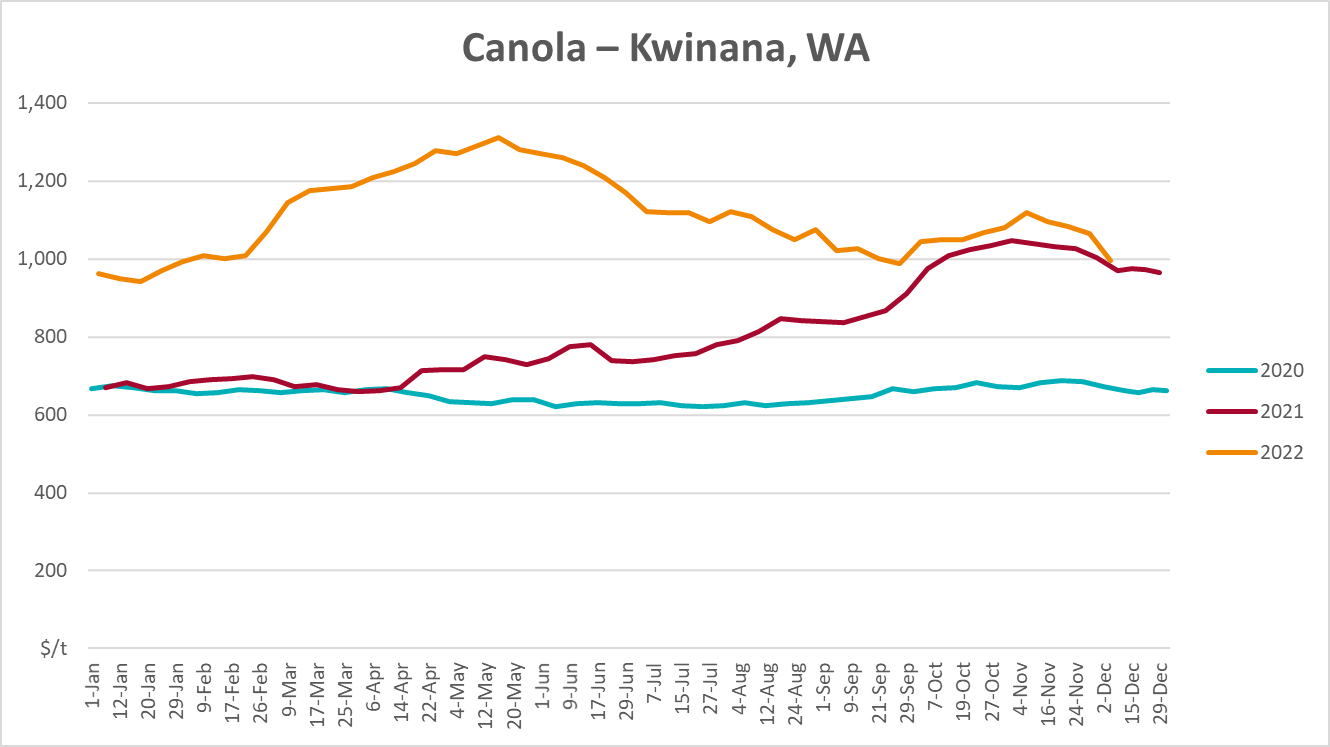 Canola – Kwinana, WA
1,400
1,200
1,000
800
600
400
200
$/t
1-Jan
12-Jan
20-Jan
29-Jan
9-Feb
17-Feb
26-Feb
9-Mar
17-Mar
25-Mar
6-Apr
14-Apr
22-Apr
4-May
12-May
20-May
1-Jun
9-Jun
17-Jun
29-Jun
7-Jul
15-Jul
27-Jul
4-Aug
12-Aug
24-Aug
1-Sep
9-Sep
21-Sep
29-Sep
7-Oct
19-Oct
27-Oct
4-Nov
16-Nov
24-Nov
2-Dec
15-Dec
29-Dec
2020
2021
2022